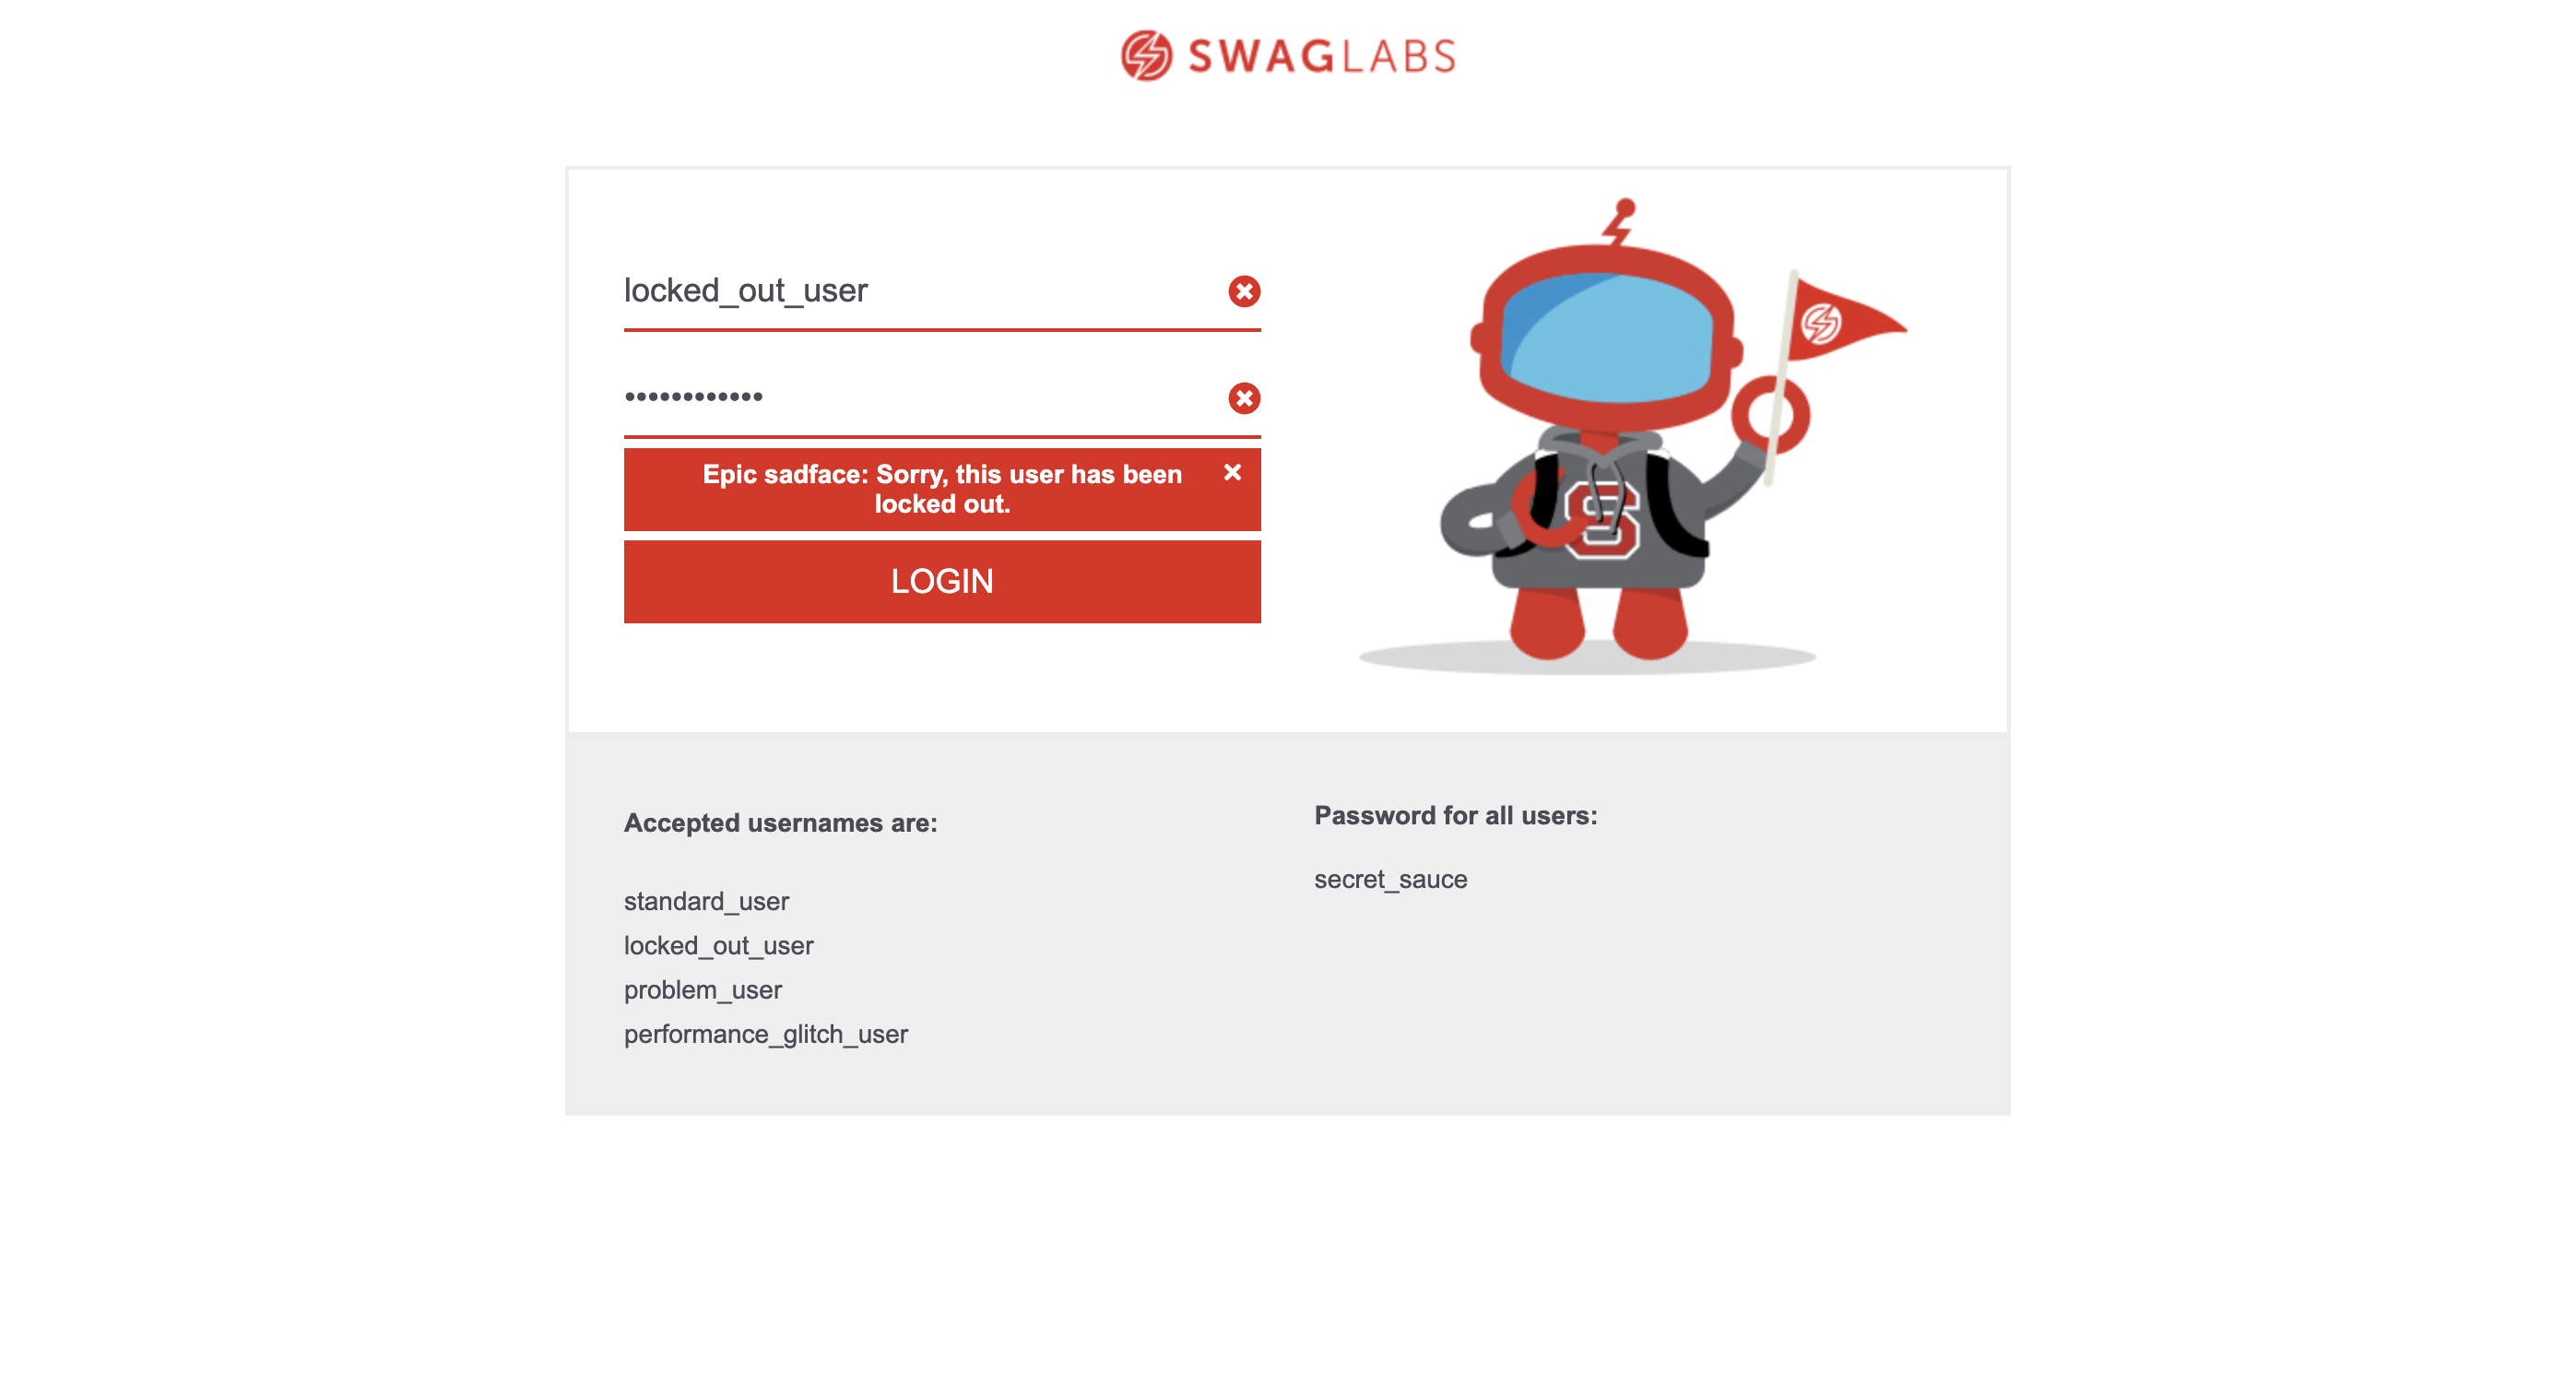 SWAGLABS
locked_out_user
••••••••••••
Epic sadface: Sorry, this user has been
locked out.
LOGIN
S
Accepted usernames are:
standard_user
locked_out_user
problem_user
performance_glitch_user
Password for all users:
secret_sauce